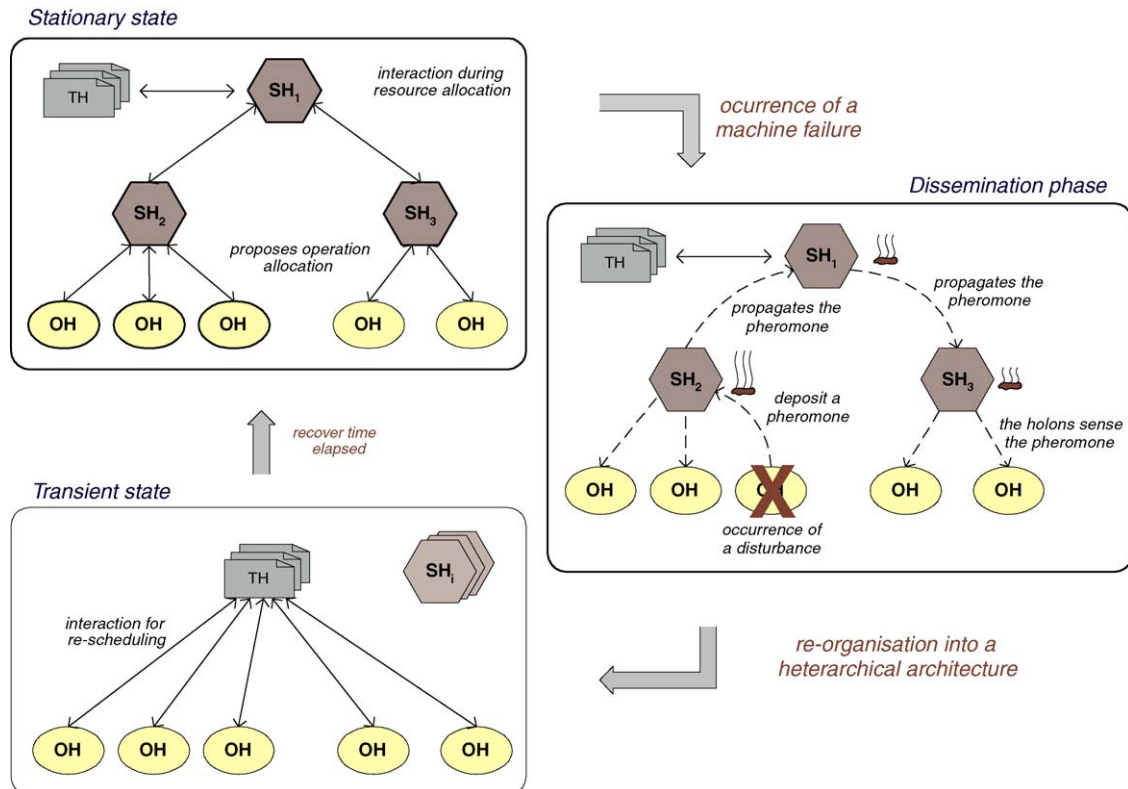 Stationary state
TH
SH1
interaction during
resource allocation
SH2
SH3
proposes operation
allocation
OH
OH
OH
OH
OH
ocurrence of a
machine failure
Dissemination phase
TH
SH1
propagates the
pheromone
propagates the
pheromone
SH2
SH3
deposit a
pheromone
the holons sense
the pheromone
OH
OH
OH
OH
OH
occurrence of
a disturbance
recover time
elapsed
Transient state
TH
SHi
interaction for
re-scheduling
OH
OH
OH
OH
OH
re-organisation into a
heterarchical architecture